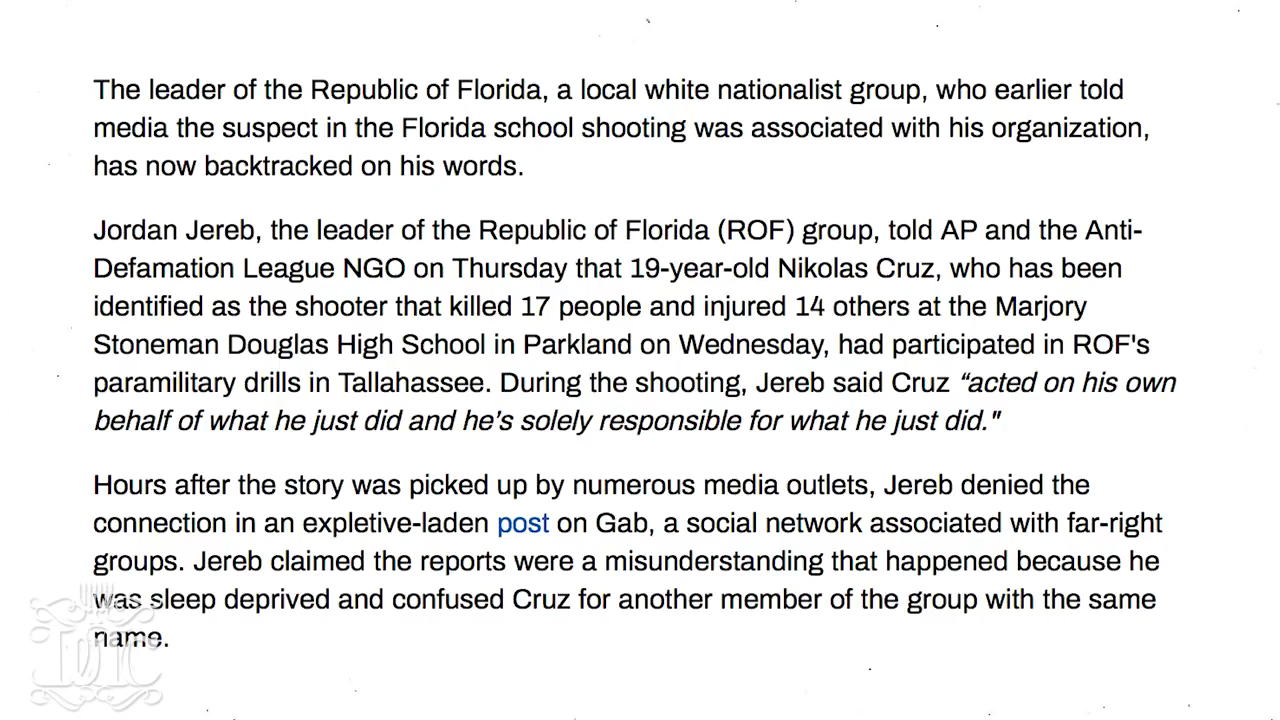 The leader of the Republic of Florida, a local white nationalist group, who earlier told
media the suspect in the Florida school shooting was associated with his organization,
has now backtracked on his words.
Jordan Jereb, the leader of the Republic of Florida (ROF) group, told AP and the Anti-
Defamation League NGO on Thursday that 19-year-old Nikolas Cruz, who has been
identified as the shooter that killed 17 people and injured 14 others at the Marjory
Stoneman Douglas High School in Parkland on Wednesday, had participated in ROF's
paramilitary drills in Tallahassee. During the shooting, Jereb said Cruz “acted on his own
behalf of what he just did and he’s solely responsible for what he just did."
Hours after the story was picked up by numerous media outlets, Jereb denied the
connection in an expletive-laden post on Gab, a social network associated with far-right
groups. Jereb claimed the reports were a misunderstanding that happened because he
was sleep deprived and confused Cruz for another member of the group with the same
name.